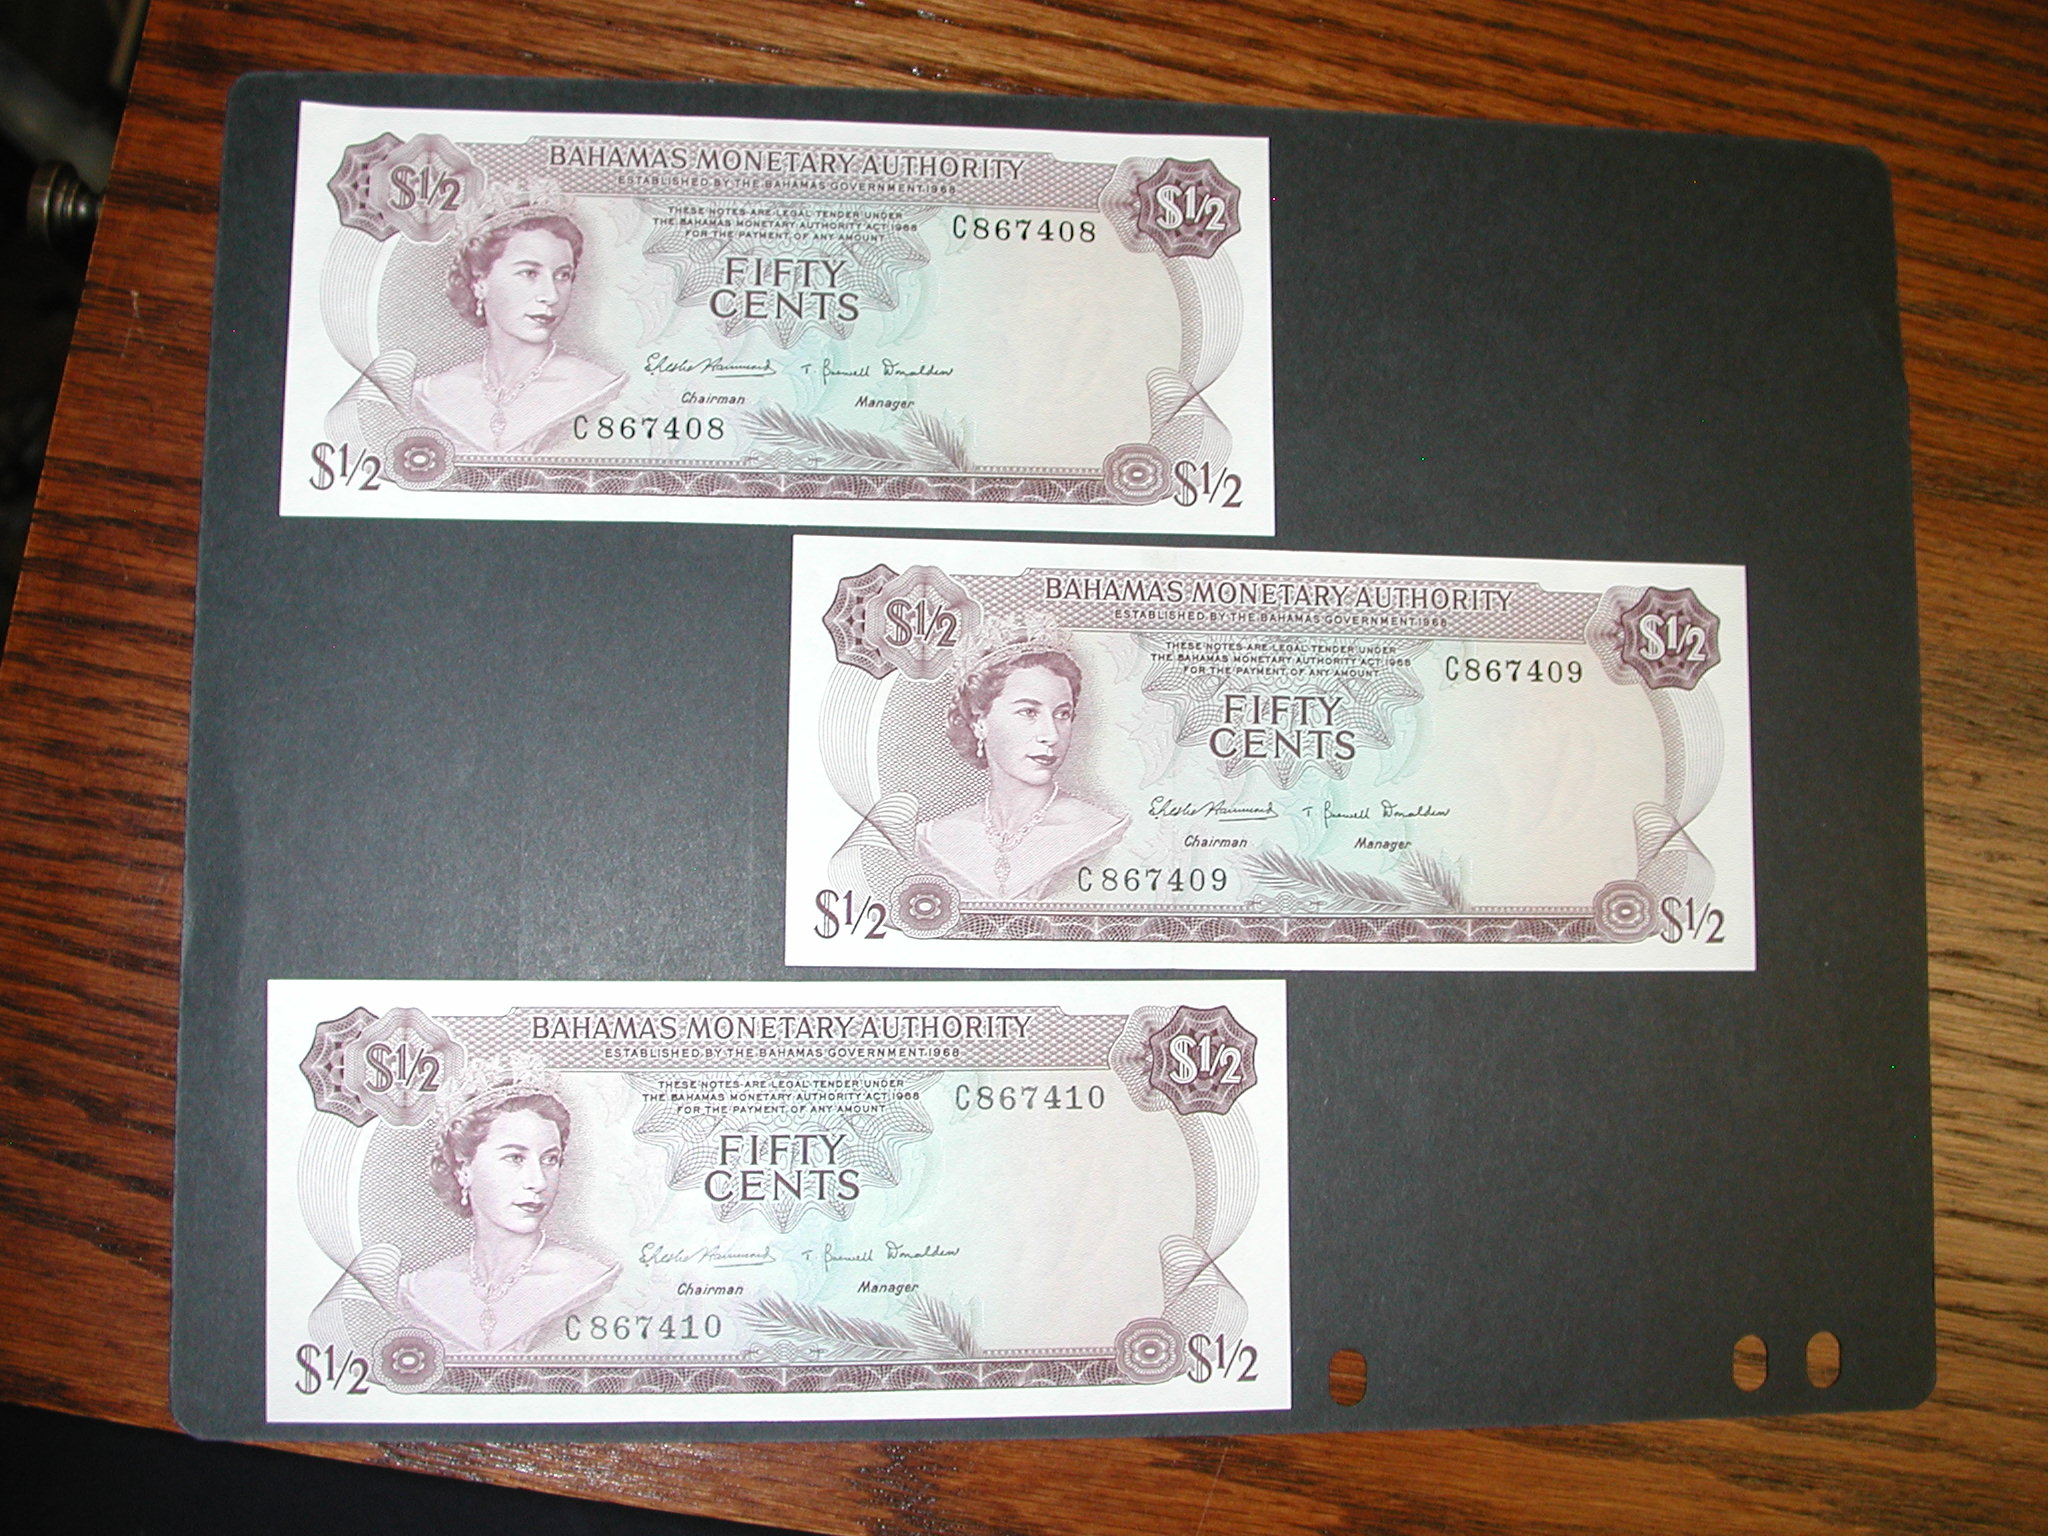 BAHAMAS MONETARY AUTHORITY
ESTABLISHED BY THE BAHAMAS GOVERNMENT 1968
$1/2
$1/2
THESE NOTES ARE LEGAL TENDER UNDER
THE BAHAMAS MONETARY AUTHORITY ACT 1968
FOR THE PAYMENT OF ANY AMOUNT
C867408
FIFTY
CENTS
Chairman
Manager
C867408
$1/2
$1/2
BAHAMAS MONETARY AUTHORITY
ESTABLISHED BY THE BAHAMAS GOVERNMENT 1968
$1/2
$1/2
THESE NOTES ARE LEGAL TENDER UNDER
THE BAHAMAS MONETARY AUTHORITY ACT 1968
FOR THE PAYMENT OF ANY AMOUNT
C867409
FIFTY
CENTS
Chairman
Manager
C867409
$1/2
$1/2
BAHAMAS MONETARY AUTHORITY
ESTABLISHED BY THE BAHAMAS GOVERNMENT 1968
$1/2
$1/2
THESE NOTES ARE LEGAL TENDER UNDER
THE BAHAMAS MONETARY AUTHORITY ACT 1968
FOR THE PAYMENT OF ANY AMOUNT
C867410
FIFTY
CENTS
Chairman
Manager
C867410
$1/2
$1/2